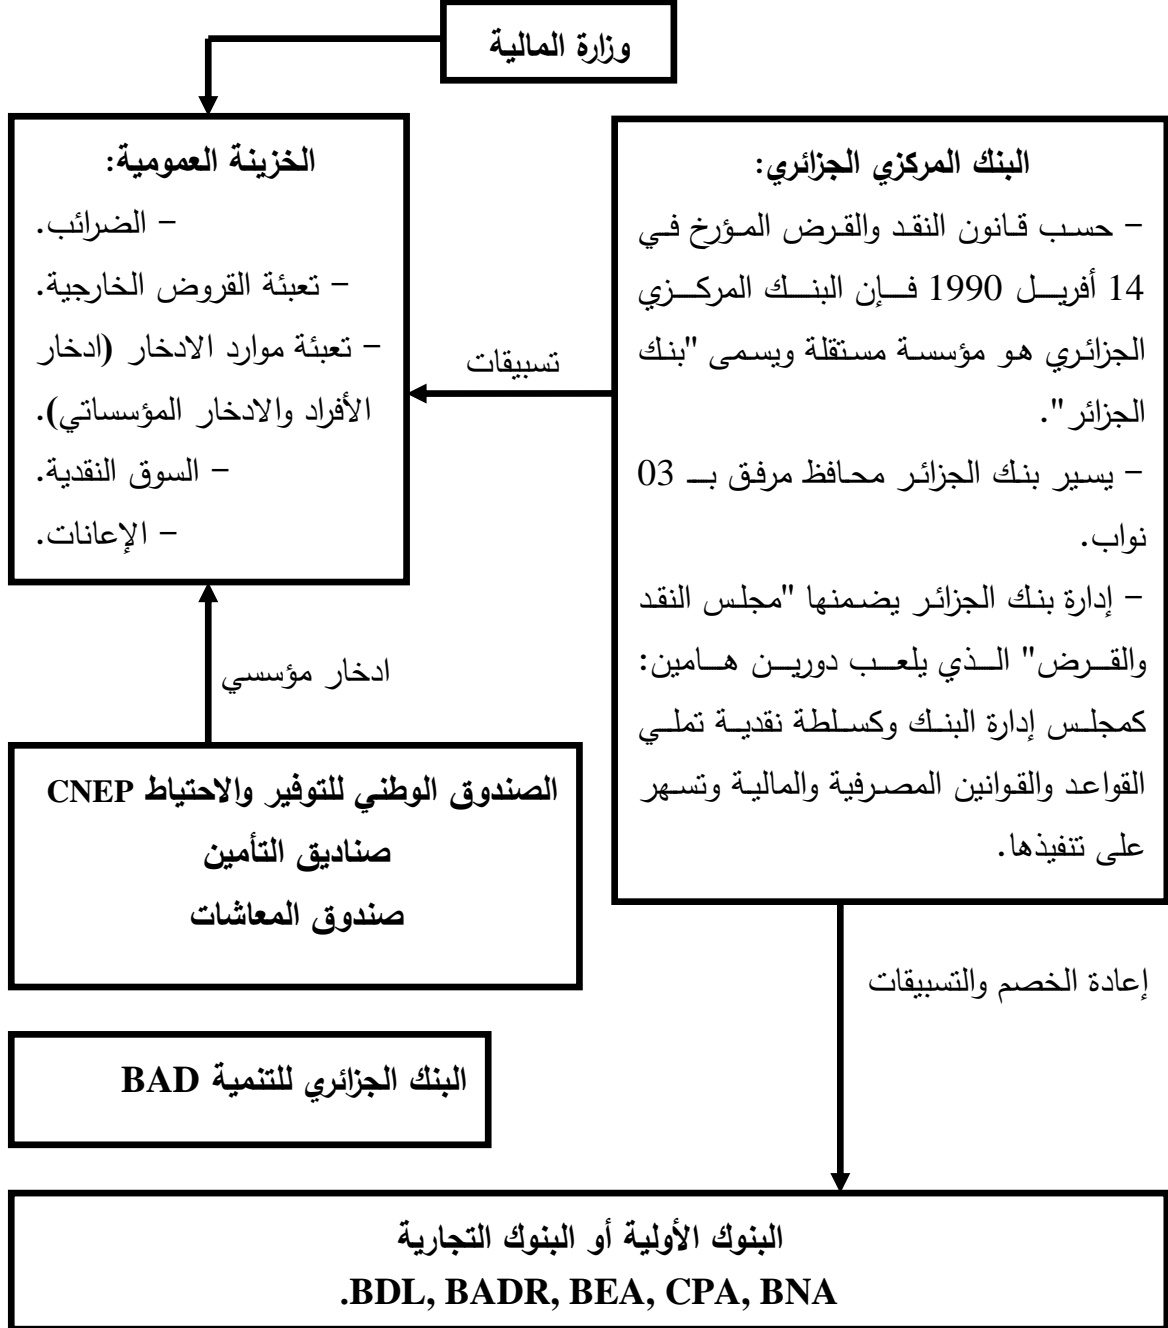 وزارة المالية
البنك المركزي الجزائري:
– حسب قانون النقد والقرض المؤرخ في
14 أفريل 1990 فإن البنك المركزي
الجزائري هو مؤسسة مستقلة ويسمى "بنك
الجزائر".
– يسير بنك الجزائر محافظ مرفق بـ 03
نواب.
– إدارة بنك الجزائر يضمنها "مجلس النقد
والقرض" الذي يلعب دورين هامين:
كمجلس إدارة البنك وكسلطة نقدية تملي
القواعد والقوانين المصرفية والمالية وتسهر
على تنفيذها.
تسبيقات
الخزينة العمومية:
– الضرائب.
– تعبئة القروض الخارجية.
– تعبئة موارد الادخار (ادخار
الأفراد والادخار المؤسساتي).
– السوق النقدية.
– الإعانات.
ادخار مؤسسي
الصندوق الوطني للتوفير والاحتياط CNEP
صناديق التأمين
صندوق المعاشات
إعادة الخصم والتسبيقات
البنك الجزائري للتنمية BAD
البنوك الأولية أو البنوك التجارية
.BDL, BADR, BEA, CPA, BNA